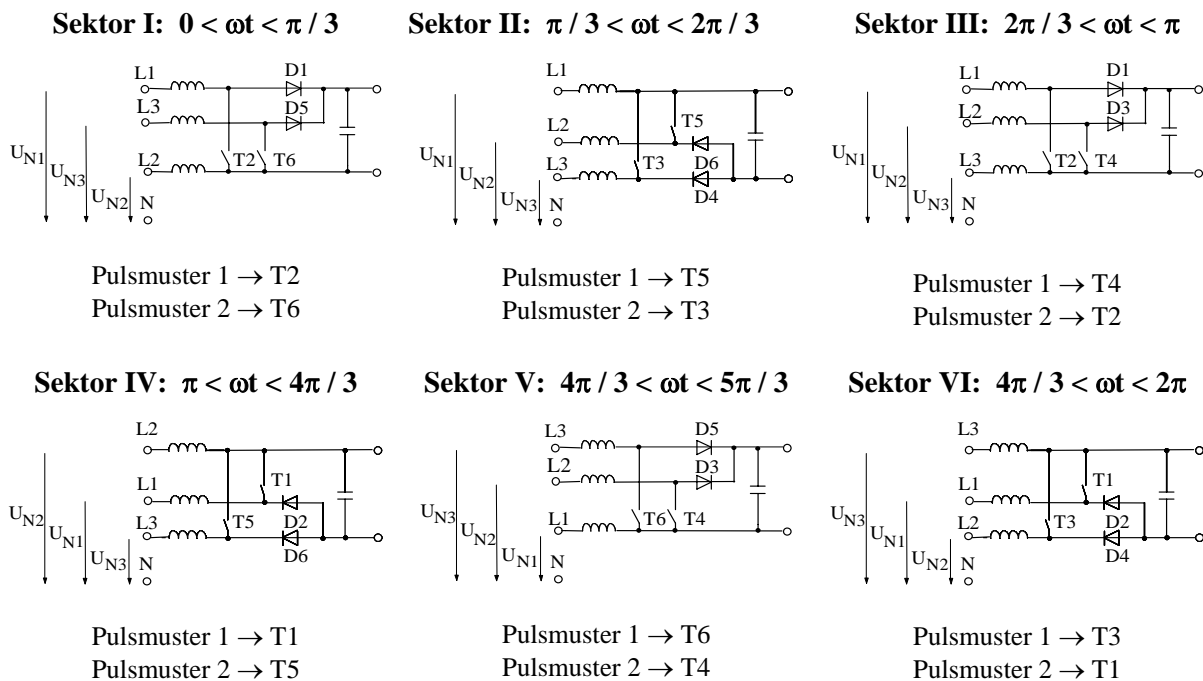 Sektor I: 0 < ωt < π / 3
L1
D1
L3
D5
T2
T6
L2
U_N1
U_N3
U_N2
N
Pulsmuster 1 → T2
Pulsmuster 2 → T6
Sektor II: π / 3 < ωt < 2π / 3
L1
T5
L2
D6
T3
L3
D4
U_N1
U_N2
U_N3
N
Pulsmuster 1 → T5
Pulsmuster 2 → T3
Sektor III: 2π / 3 < ωt < π
L1
D1
L2
D3
T2
T4
L3
U_N1
U_N2
U_N3
N
Pulsmuster 1 → T4
Pulsmuster 2 → T2
Sektor IV: π < ωt < 4π / 3
L2
T1
L1
D2
T5
L3
D6
U_N2
U_N1
U_N3
N
Pulsmuster 1 → T1
Pulsmuster 2 → T5
Sektor V: 4π / 3 < ωt < 5π / 3
L3
D5
L2
D3
T6
T4
L1
U_N3
U_N2
U_N1
N
Pulsmuster 1 → T6
Pulsmuster 2 → T4
Sektor VI: 4π / 3 < ωt < 2π
L3
T1
L1
D2
T3
L2
D4
U_N3
U_N1
U_N2
N
Pulsmuster 1 → T3
Pulsmuster 2 → T1